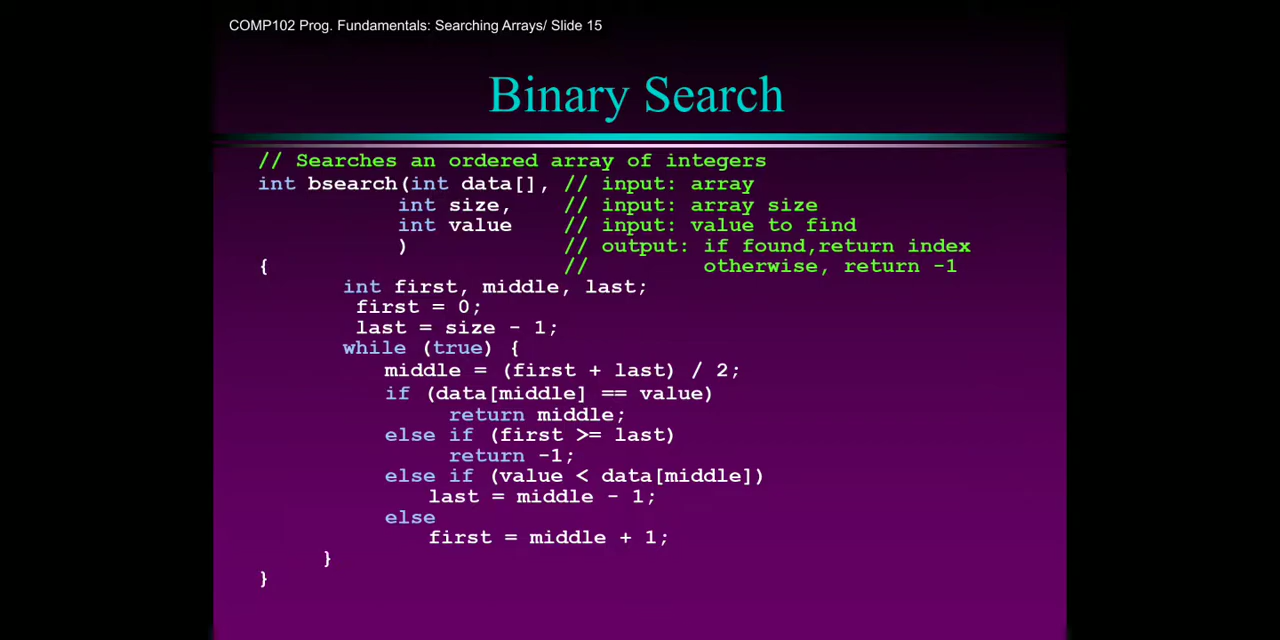 COMP102 Prog. Fundamentals: Searching Arrays/ Slide 15
Binary Search
// Searches an ordered array of integers
int bsearch(int data[], // input: array
int size, // input: array size
int value // input: value to find
) // output: if found,return index
{ // otherwise, return -1
int first, middle, last;
first = 0;
last = size - 1;
while (true) {
middle = (first + last) / 2;
if (data[middle] == value)
return middle;
else if (first >= last)
return -1;
else if (value < data[middle])
last = middle - 1;
else
first = middle + 1;
}
}